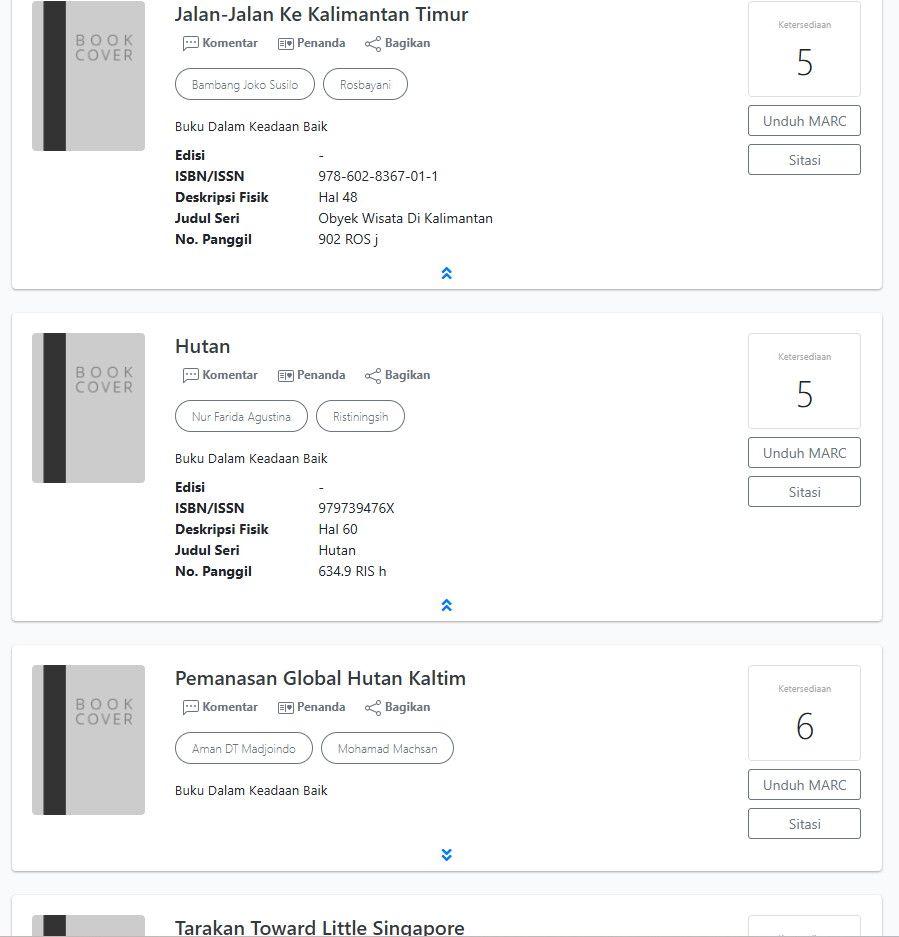 BOOK
COVER
Jalan-Jalan Ke Kalimantan Timur
Komentar Penanda Bagikan
Bambang Joko Susilo Rosbayani
Buku Dalam Keadaan Baik
Edisi -
ISBN/ISSN 978-602-8367-01-1
Deskripsi Fisik Hal 48
Judul Seri Obyek Wisata Di Kalimantan
No. Panggil 902 ROS j
Ketersediaan
5
Unduh MARC
Sitasi
BOOK
COVER
Hutan
Komentar Penanda Bagikan
Nur Farida Agustina Ristiningsih
Buku Dalam Keadaan Baik
Edisi -
ISBN/ISSN 979739476X
Deskripsi Fisik Hal 60
Judul Seri Hutan
No. Panggil 634.9 RIS h
Ketersediaan
5
Unduh MARC
Sitasi
BOOK
COVER
Pemanasan Global Hutan Kaltim
Komentar Penanda Bagikan
Aman DT Madjoindo Mohamad Machsan
Buku Dalam Keadaan Baik
Ketersediaan
6
Unduh MARC
Sitasi
Tarakan Toward Little Singapore